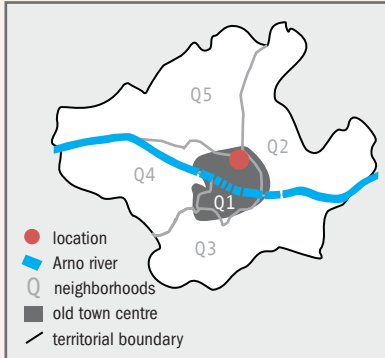 Q5
Q2
Q4
Q1
Q3
location
Arno river
Q neighborhoods
old town centre
territorial boundary